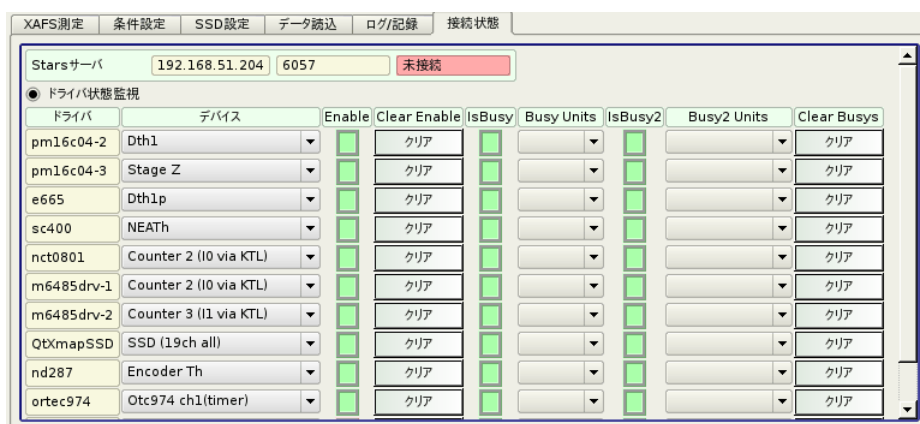 XAFS測定 条件設定 SSD設定 データ読込 ログ/記録 接続状態
Starsサーバ 192.168.51.204 6057 未接続
ドライバ状態監視
ドライバ デバイス Enable Clear Enable IsBusy Busy Units IsBusy2 Busy2 Units Clear Busys
pm16c04-2 Dth1 クリア クリア
pm16c04-3 Stage Z クリア クリア
e665 Dth1p クリア クリア
sc400 NEATh クリア クリア
nct0801 Counter 2 (I0 via KTL) クリア クリア
m6485drv-1 Counter 2 (I0 via KTL) クリア クリア
m6485drv-2 Counter 3 (I1 via KTL) クリア クリア
QtXmapSSD SSD (19ch all) クリア クリア
nd287 Encoder Th クリア クリア
ortec974 Otc974 ch1(timer) クリア クリア